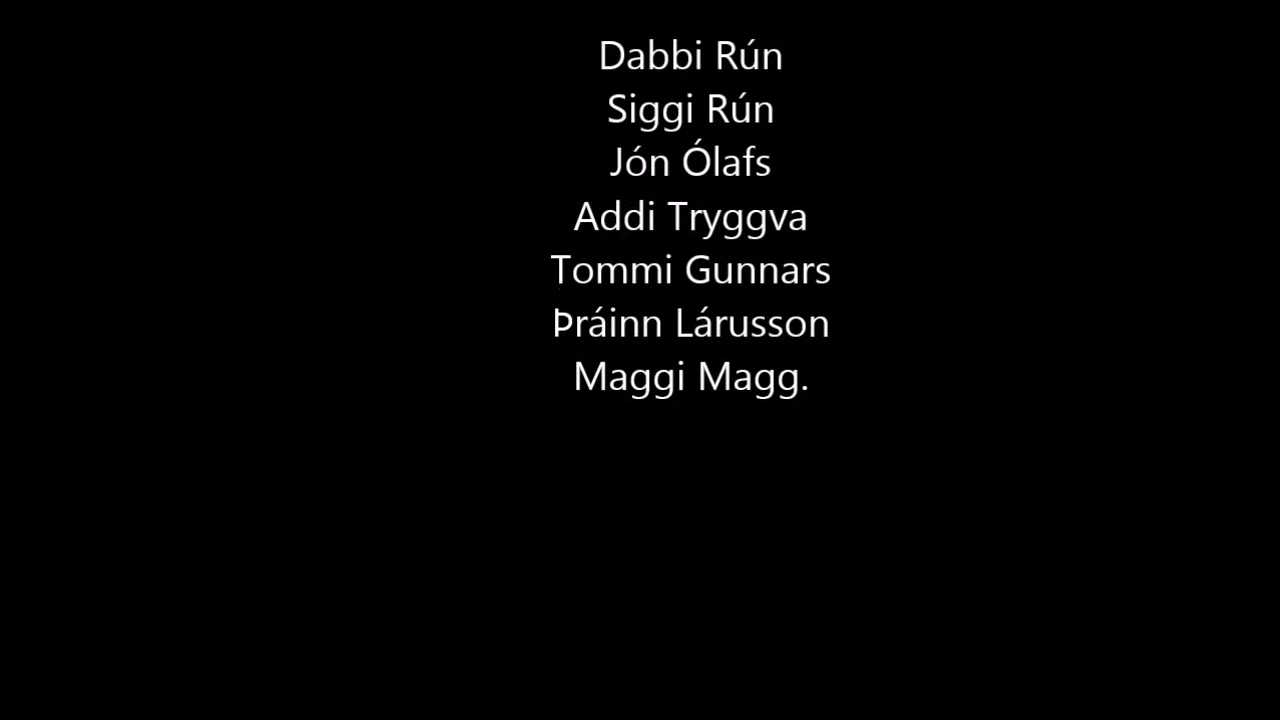 Dabbi Rún
Siggi Rún
Jón Ólafs
Addi Tryggva
Tommi Gunnars
Þráinn Lárusson
Maggi Magg.